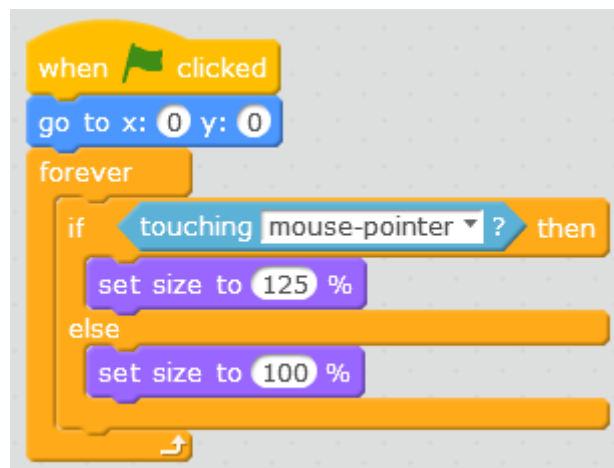 when clicked
go to x: 0 y: 0
forever
if touching mouse-pointer ? then
set size to 125 %
else
set size to 100 %